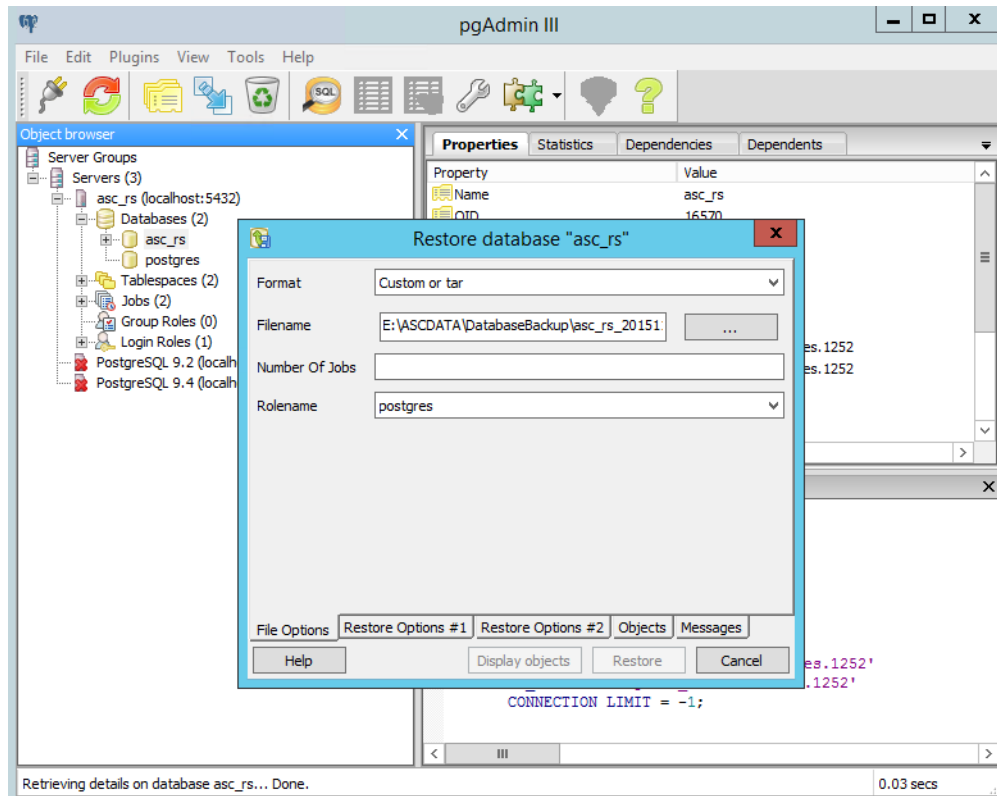 pgAdmin III
File Edit Plugins View Tools Help
SQL
Object browser
Server Groups
Servers (3)
asc_rs (localhost:5432)
Databases (2)
asc_rs
postgres
Tablespaces (2)
Jobs (2)
Group Roles (0)
Login Roles (1)
PostgreSQL 9.2 (localh
PostgreSQL 9.4 (localh
Properties Statistics Dependencies Dependents
Property Value
Name asc_rs
OID 16570
es.1252
es.1252
Restore database "asc_rs"
Format Custom or tar
Filename E:\ASCDATA\DatabaseBackup\asc_rs_20151 ...
Number Of Jobs
Rolename postgres
File Options Restore Options #1 Restore Options #2 Objects Messages
Help Display objects Restore Cancel
es.1252'
.1252'
CONNECTION LIMIT = -1;
Retrieving details on database asc_rs... Done. 0.03 secs